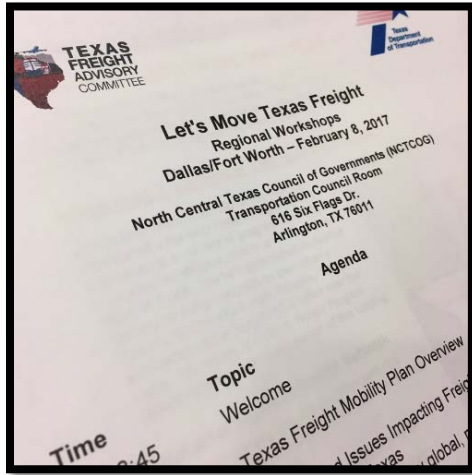 TEXAS
FREIGHT
ADVISORY
COMMITTEE
Texas
Department
of Transportation
Let's Move Texas Freight
Regional Workshops
Dallas/Fort Worth – February 8, 2017
North Central Texas Council of Governments (NCTCOG)
Transportation Council Room
616 Six Flags Dr.
Arlington, TX 76011
Agenda
Time
Topic
:45
Welcome
Texas Freight Mobility Plan Overview
Issues Impacting
global,